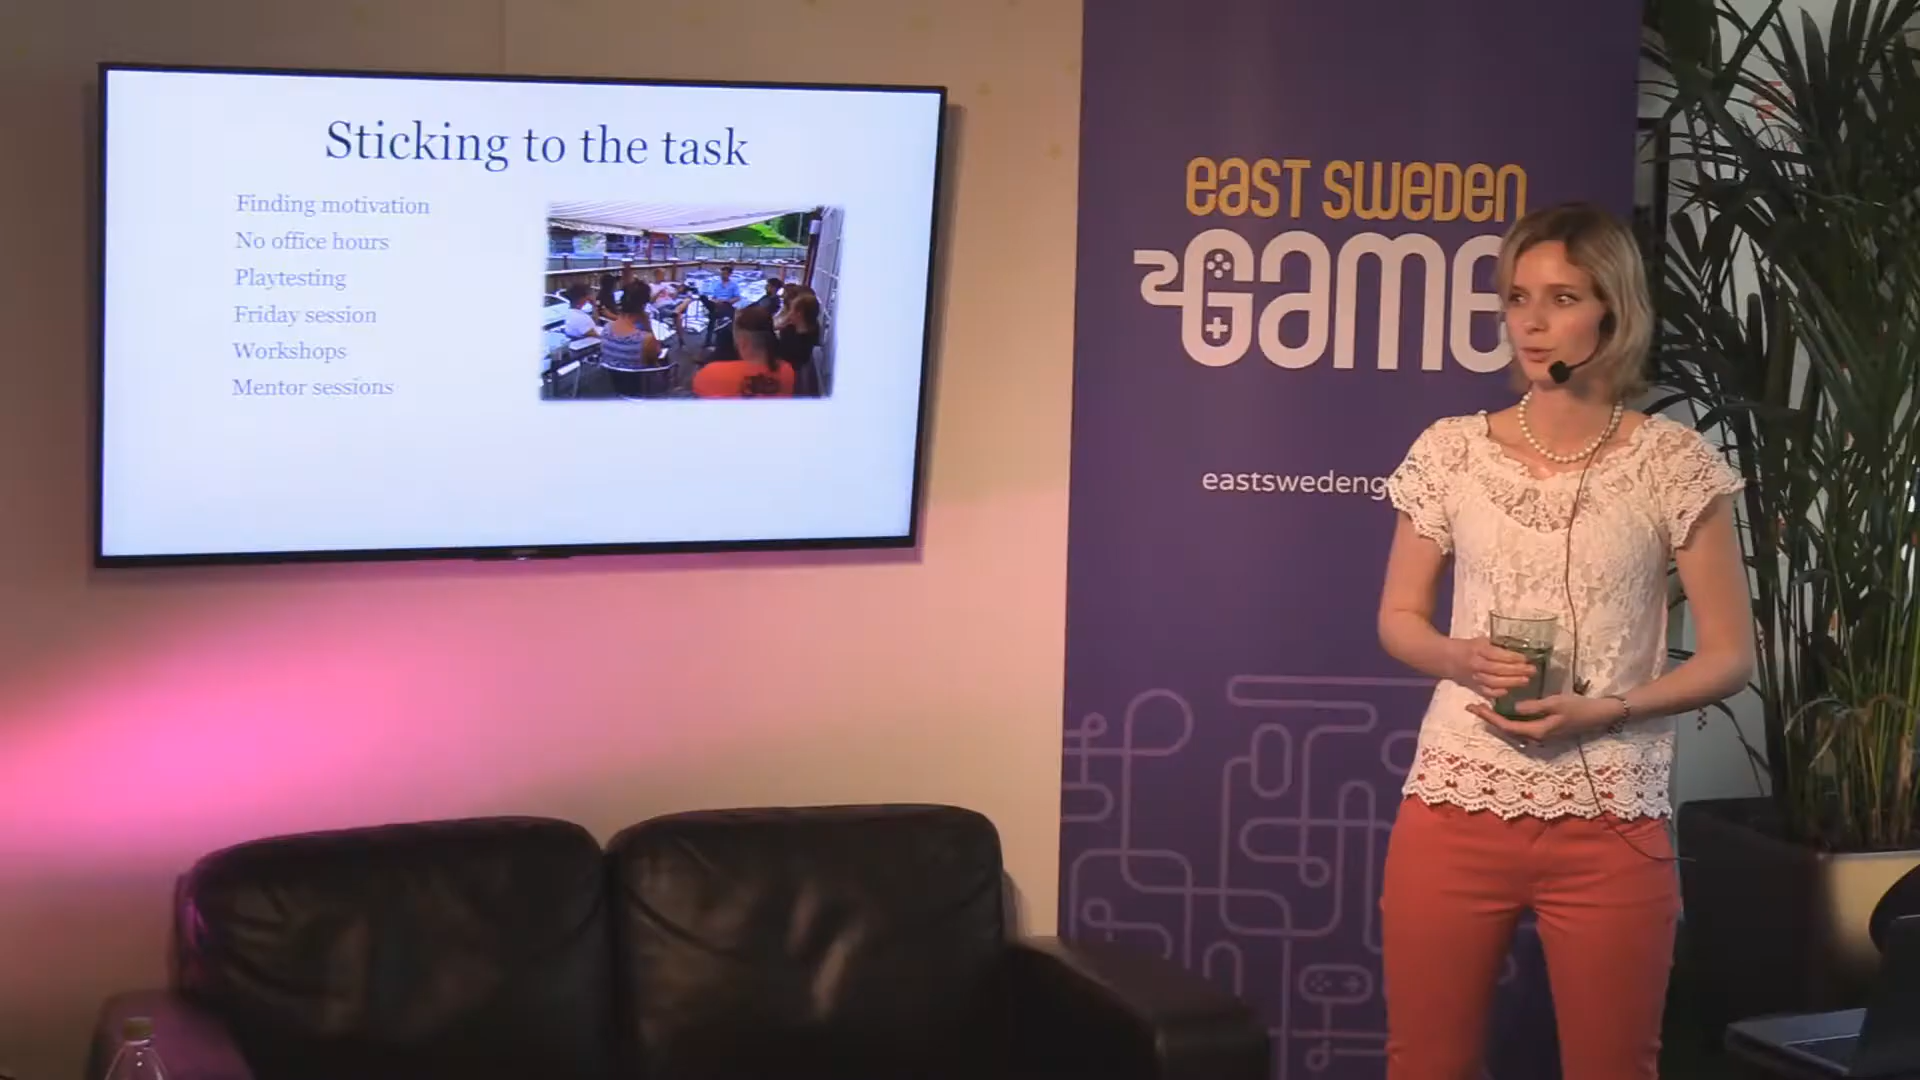 Sticking to the task
Finding motivation
No office hours
Playtesting
Friday session
Workshops
Mentor sessions
east sweden
Game
eastswedeng